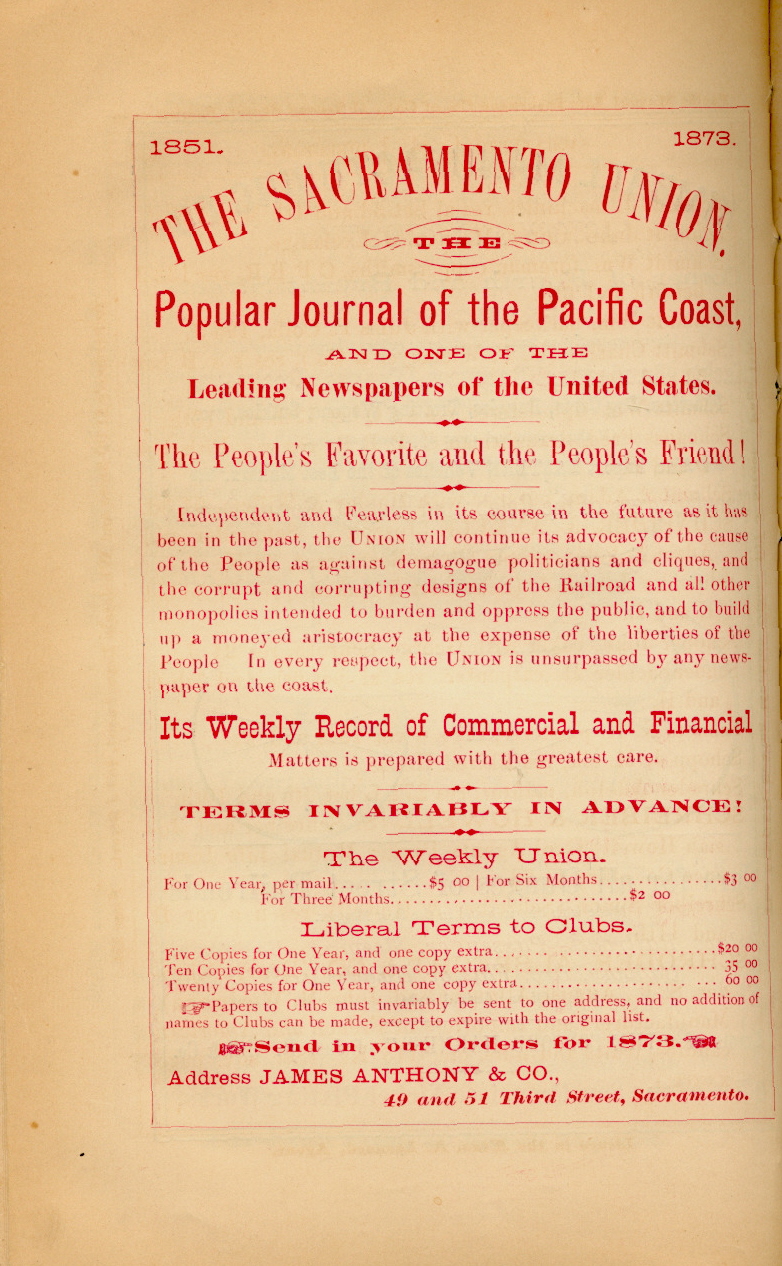 1851.
1873.
THE SACRAMENTO UNION.
THE
Popular Journal of the Pacific Coast,
AND ONE OF THE
Leading Newspapers of the United States.
The People's Favorite and the People's Friend!
Independent and Fearless in its course in the future as it has
been in the past, the UNION will continue its advocacy of the cause
of the People as against demagogue politicians and cliques, and
the corrupt and corrupting designs of the Railroad and all other
monopolies intended to burden and oppress the public, and to build
up a moneyed aristocracy at the expense of the liberties of the
People In every respect, the UNION is unsurpassed by any news-
paper on the coast.
Its Weekly Record of Commercial and Financial
Matters is prepared with the greatest care.
TERMS INVARIABLY IN ADVANCE!
The Weekly Union.
For One Year, per mail..... .......$5 00 | For Six Months................$3 00
For Three Months..............................$2 00
Liberal Terms to Clubs.
Five Copies for One Year, and one copy extra..............................$20 00
Ten Copies for One Year, and one copy extra.............................. 35 00
Twenty Copies for One Year, and one copy extra......................... ... 60 00
☞Papers to Clubs must invariably be sent to one address, and no addition of
names to Clubs can be made, except to expire with the original list.
☞Send in your Orders for 1873.☜
Address JAMES ANTHONY & CO.,
49 and 51 Third Street, Sacramento.